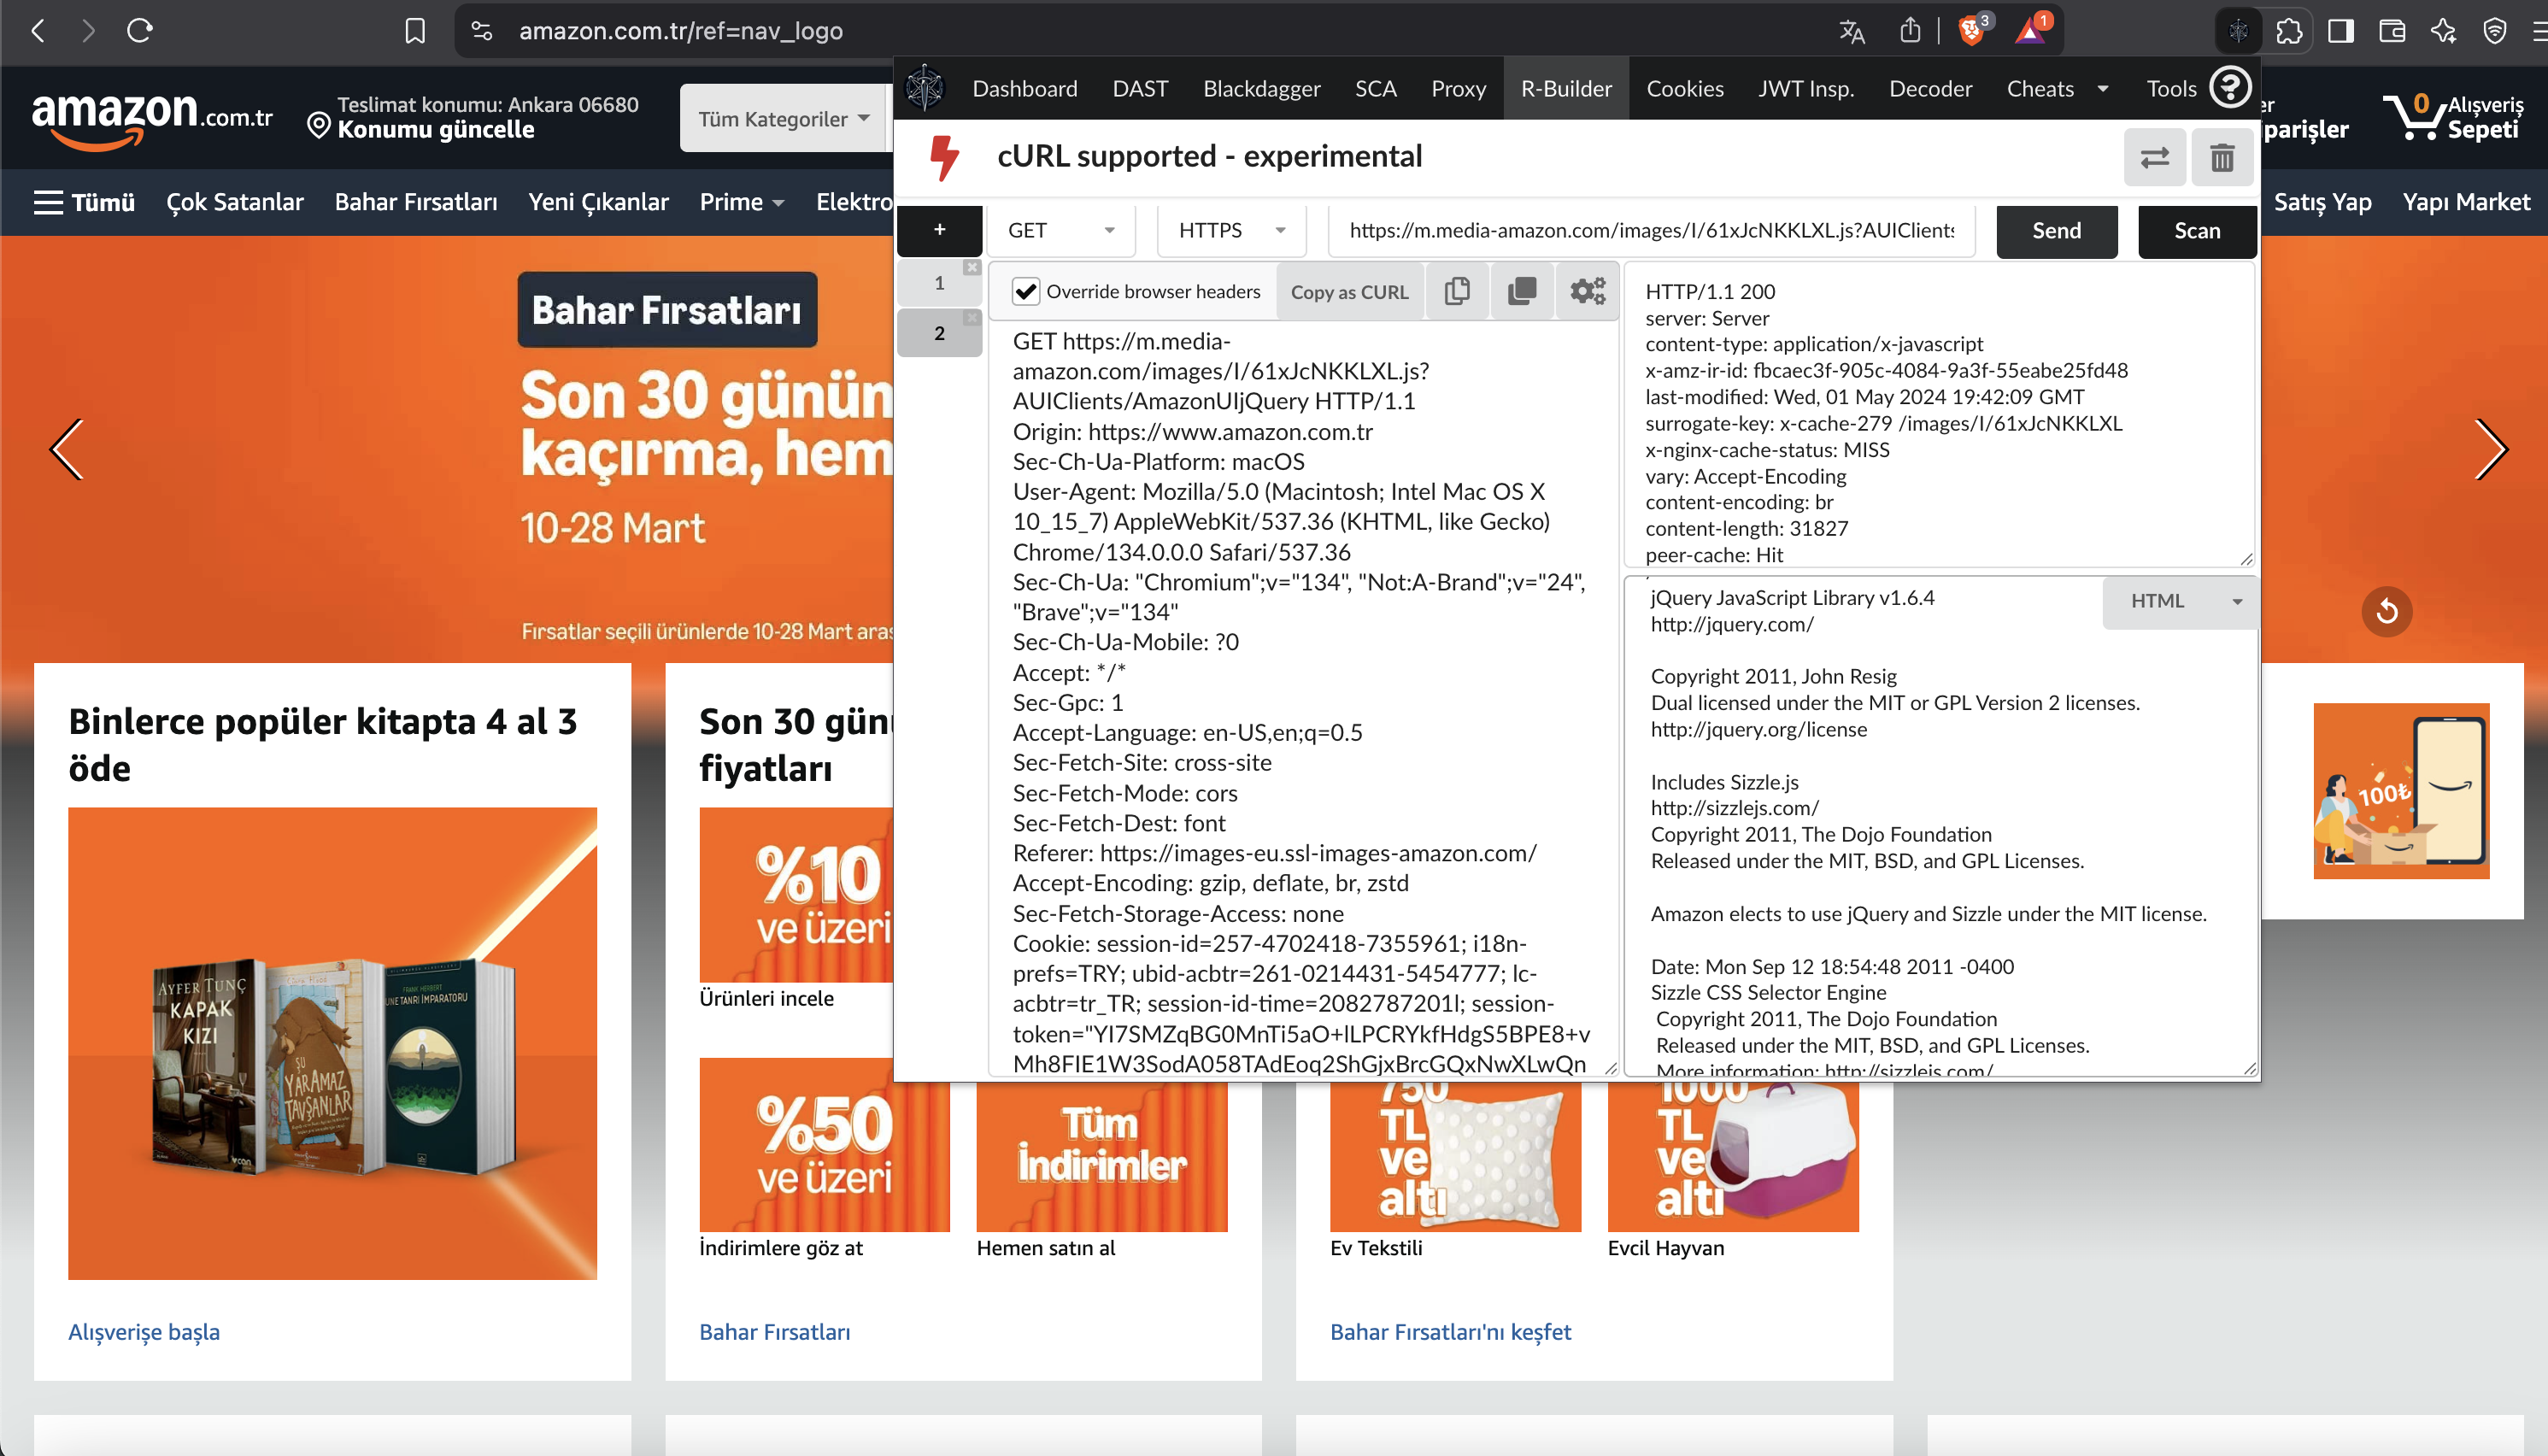 amazon.com.tr/ref=nav_logo
3
1
amazon.com.tr
Teslimat konumu: Ankara 06680
Konumu güncelle
Tüm Kategoriler
er
parişler
0
Alışveriş
Sepeti
Tümü
Çok Satanlar
Bahar Fırsatları
Yeni Çıkanlar
Prime
Elektro
Satış Yap
Yapı Market
Dashboard
DAST
Blackdagger
SCA
Proxy
R-Builder
Cookies
JWT Insp.
Decoder
Cheats
Tools
?
cURL supported - experimental
+
GET
HTTPS
https://m.media-amazon.com/images/I/61xJcNKKLXL.js?AUIClients
Send
Scan
1
2
Override browser headers
Copy as CURL
GET https://m.media-
amazon.com/images/I/61xJcNKKLXL.js?
AUIClients/AmazonUIjQuery HTTP/1.1
Origin: https://www.amazon.com.tr
Sec-Ch-Ua-Platform: macOS
User-Agent: Mozilla/5.0 (Macintosh; Intel Mac OS X
10_15_7) AppleWebKit/537.36 (KHTML, like Gecko)
Chrome/134.0.0.0 Safari/537.36
Sec-Ch-Ua: "Chromium";v="134", "Not:A-Brand";v="24",
"Brave";v="134"
Sec-Ch-Ua-Mobile: ?0
Accept: */*
Sec-Gpc: 1
Accept-Language: en-US,en;q=0.5
Sec-Fetch-Site: cross-site
Sec-Fetch-Mode: cors
Sec-Fetch-Dest: font
Referer: https://images-eu.ssl-images-amazon.com/
Accept-Encoding: gzip, deflate, br, zstd
Sec-Fetch-Storage-Access: none
Cookie: session-id=257-4702418-7355961; i18n-
prefs=TRY; ubid-acbtr=261-0214431-5454777; lc-
acbtr=tr_TR; session-id-time=2082787201l; session-
token="YI7SMZqBG0MnTi5aO+lLPCRYkfHdgS5BPE8+v
Mh8FIE1W3SodA058TAdEoq2ShGjxBrcGQxNwXLwQn
HTTP/1.1 200
server: Server
content-type: application/x-javascript
x-amz-ir-id: fbcaec3f-905c-4084-9a3f-55eabe25fd48
last-modified: Wed, 01 May 2024 19:42:09 GMT
surrogate-key: x-cache-279 /images/I/61xJcNKKLXL
x-nginx-cache-status: MISS
vary: Accept-Encoding
content-encoding: br
content-length: 31827
peer-cache: Hit
HTML
jQuery JavaScript Library v1.6.4
http://jquery.com/
Copyright 2011, John Resig
Dual licensed under the MIT or GPL Version 2 licenses.
http://jquery.org/license
Includes Sizzle.js
http://sizzlejs.com/
Copyright 2011, The Dojo Foundation
Released under the MIT, BSD, and GPL Licenses.
Amazon elects to use jQuery and Sizzle under the MIT license.
Date: Mon Sep 12 18:54:48 2011 -0400
Sizzle CSS Selector Engine
Copyright 2011, The Dojo Foundation
Released under the MIT, BSD, and GPL Licenses.
More information: http://sizzlejs.com/
Bahar Fırsatları
Son 30 günün
kaçırma, hem
10-28 Mart
Fırsatlar seçili ürünlerde 10-28 Mart aras
Binlerce popüler kitapta 4 al 3
öde
AYFER TUNÇ
KAPAK
KIZI
can
ŞU
YARAMAZ
TAVŞANLAR
FRANK HERBERT
DUNE TANRI İMPARATORU
Alışverişe başla
Son 30 gün
fiyatları
%10
ve üzeri
Ürünleri incele
%50
ve üzeri
İndirimlere göz at
Tüm
İndirimler
Hemen satın al
Bahar Fırsatları
750
TL
ve
altı
Ev Tekstili
1000
TL
ve
altı
Evcil Hayvan
Bahar Fırsatları'nı keşfet
100₺